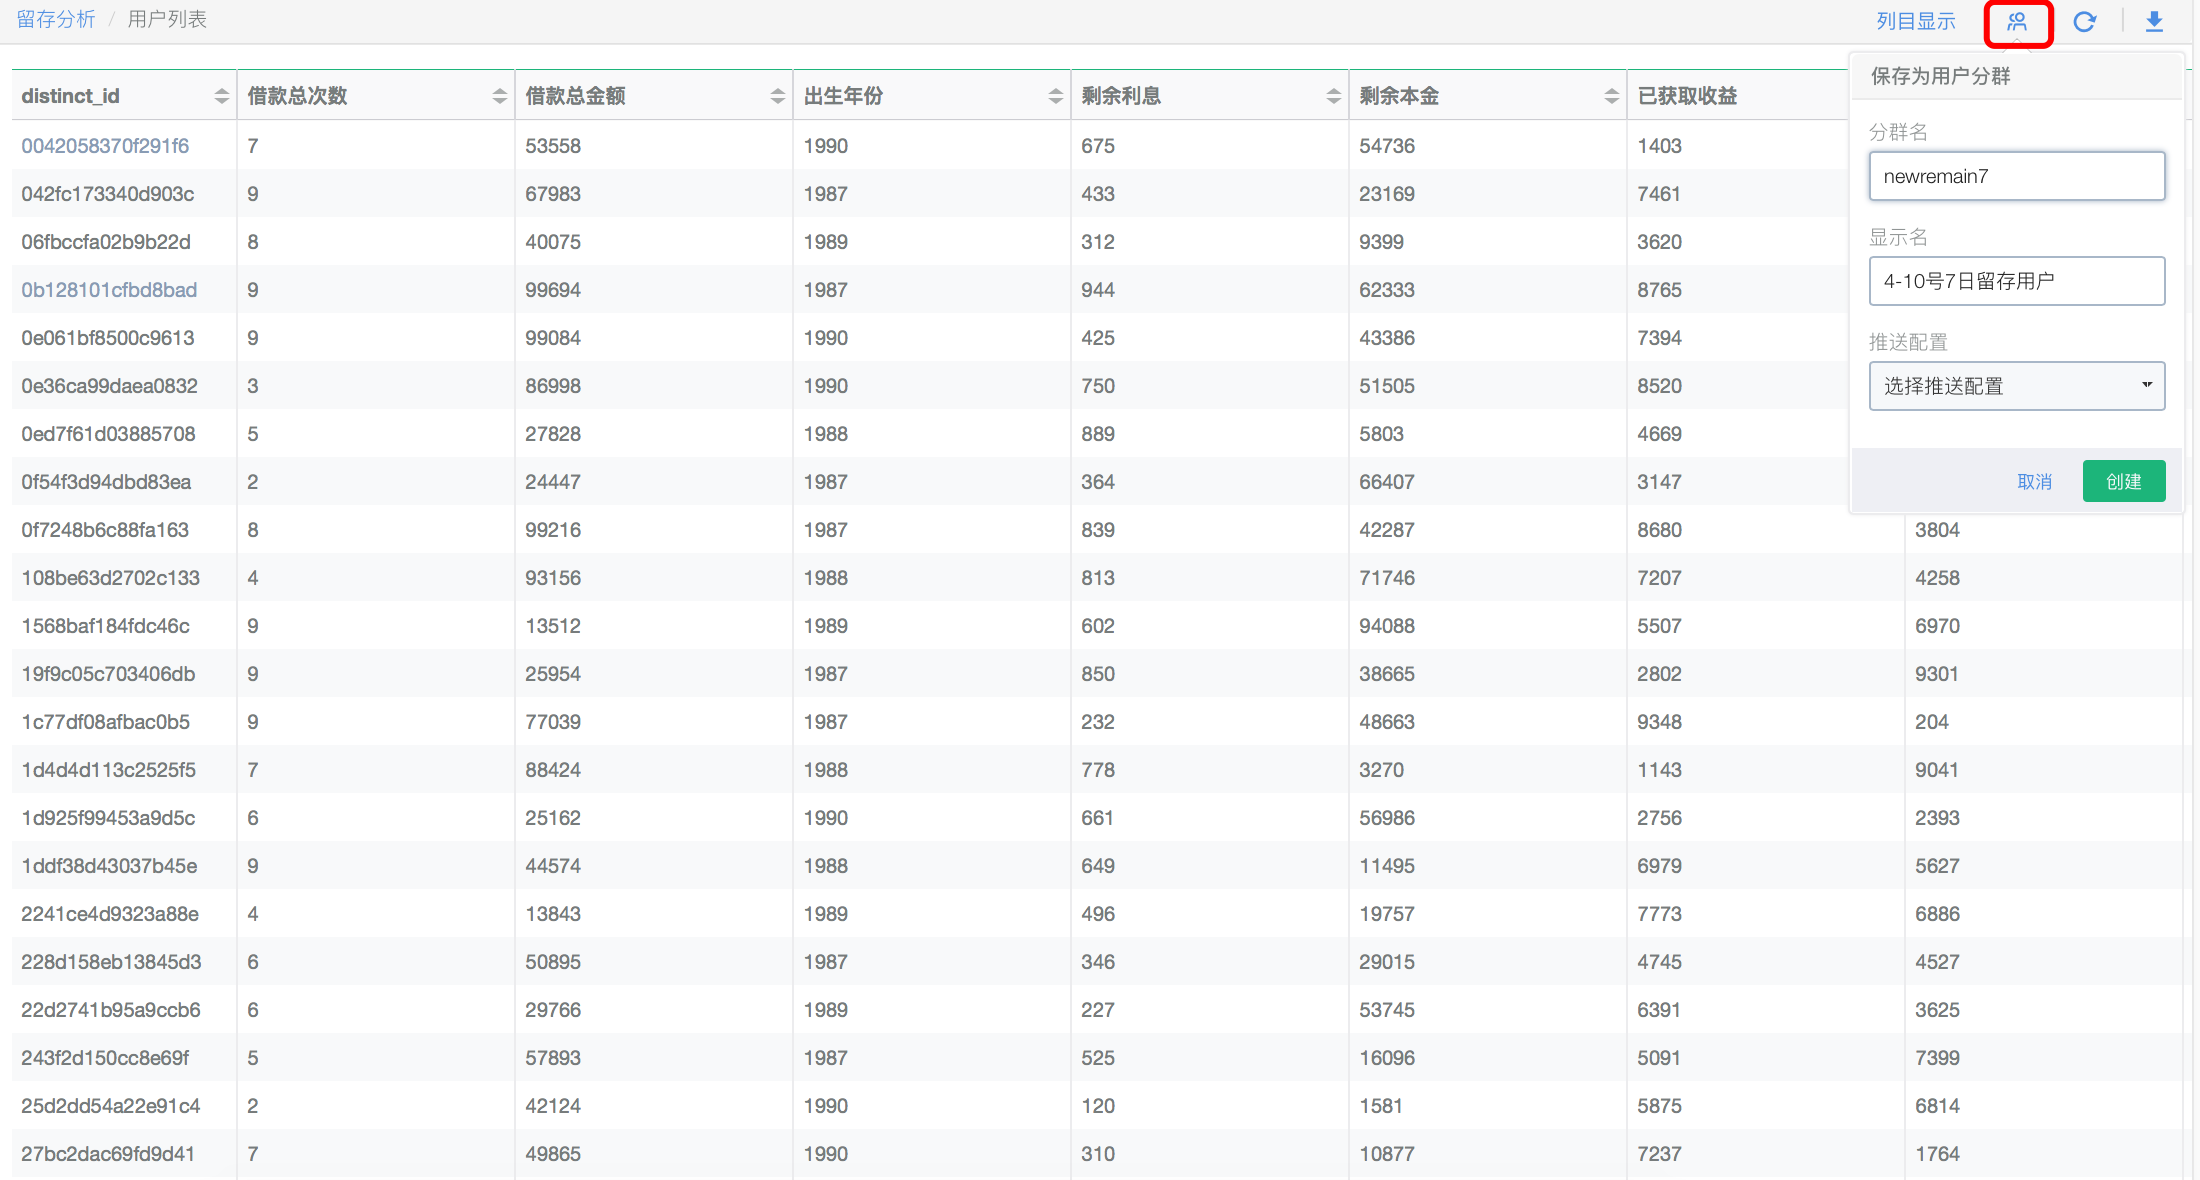 留存分析 / 用户列表
列目显示
distinct_id 借款总次数 借款总金额 出生年份 剩余利息 剩余本金 已获取收益
0042058370f291f6 7 53558 1990 675 54736 1403
042fc173340d903c 9 67983 1987 433 23169 7461
06fbccfa02b9b22d 8 40075 1989 312 9399 3620
0b128101cfbd8bad 9 99694 1987 944 62333 8765
0e061bf8500c9613 9 99084 1990 425 43386 7394
0e36ca99daea0832 3 86998 1990 750 51505 8520
0ed7f61d03885708 5 27828 1988 889 5803 4669
0f54f3d94dbd83ea 2 24447 1987 364 66407 3147
0f7248b6c88fa163 8 99216 1987 839 42287 8680 3804
108be63d2702c133 4 93156 1988 813 71746 7207 4258
1568baf184fdc46c 9 13512 1989 602 94088 5507 6970
19f9c05c703406db 9 25954 1987 850 38665 2802 9301
1c77df08afbac0b5 9 77039 1987 232 48663 9348 204
1d4d4d113c2525f5 7 88424 1988 778 3270 1143 9041
1d925f99453a9d5c 6 25162 1990 661 56986 2756 2393
1ddf38d43037b45e 9 44574 1988 649 11495 6979 5627
2241ce4d9323a88e 4 13843 1989 496 19757 7773 6886
228d158eb13845d3 6 50895 1987 346 29015 4745 4527
22d2741b95a9ccb6 6 29766 1989 227 53745 6391 3625
243f2d150cc8e69f 5 57893 1987 525 16096 5091 7399
25d2dd54a22e91c4 2 42124 1990 120 1581 5875 6814
27bc2dac69fd9d41 7 49865 1990 310 10877 7237 1764
保存为用户分群
分群名
newremain7
显示名
4-10号7日留存用户
推送配置
选择推送配置
取消 创建